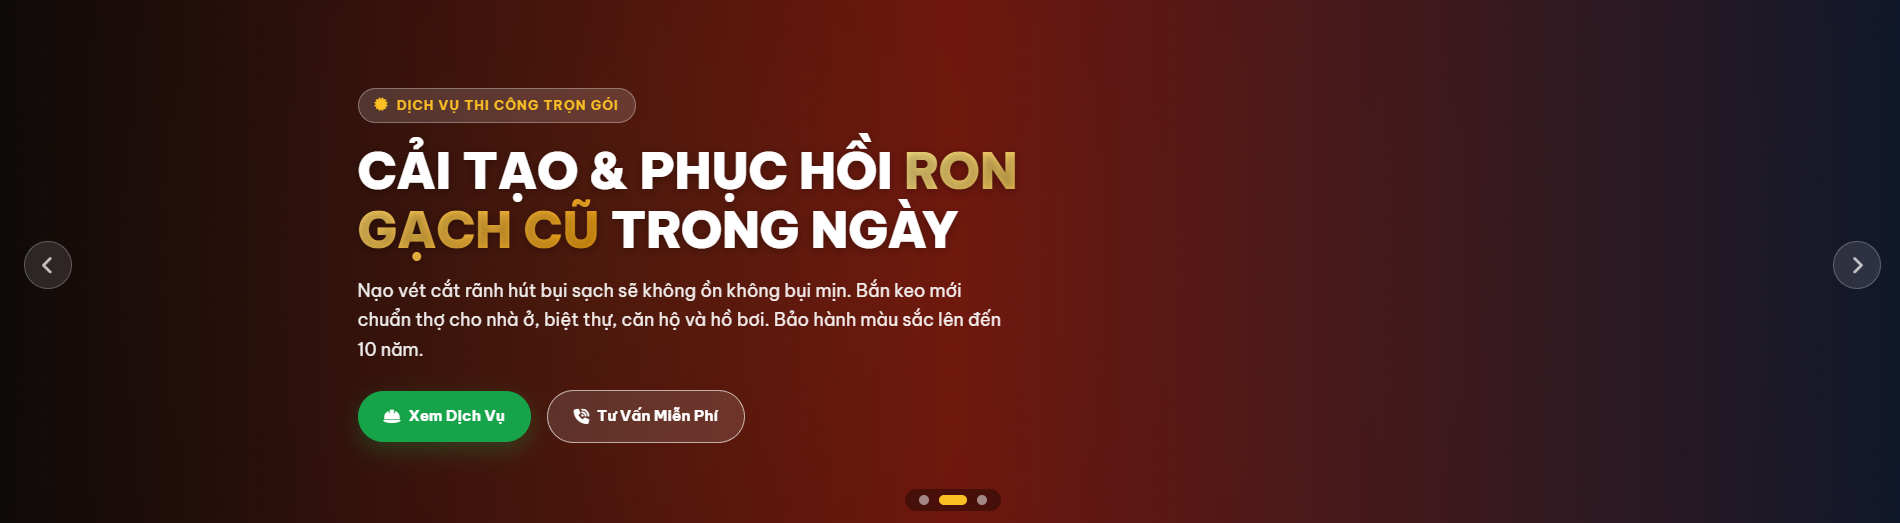 DỊCH VỤ THI CÔNG TRỌN GÓI
CẢI TẠO & PHỤC HỒI RON
GẠCH CŨ TRONG NGÀY
Nạo vét cắt rãnh hút bụi sạch sẽ không ồn không bụi mịn. Bắn keo mới
chuẩn thợ cho nhà ở, biệt thự, căn hộ và hồ bơi. Bảo hành màu sắc lên đến
10 năm.
Xem Dịch Vụ
Tư Vấn Miễn Phí